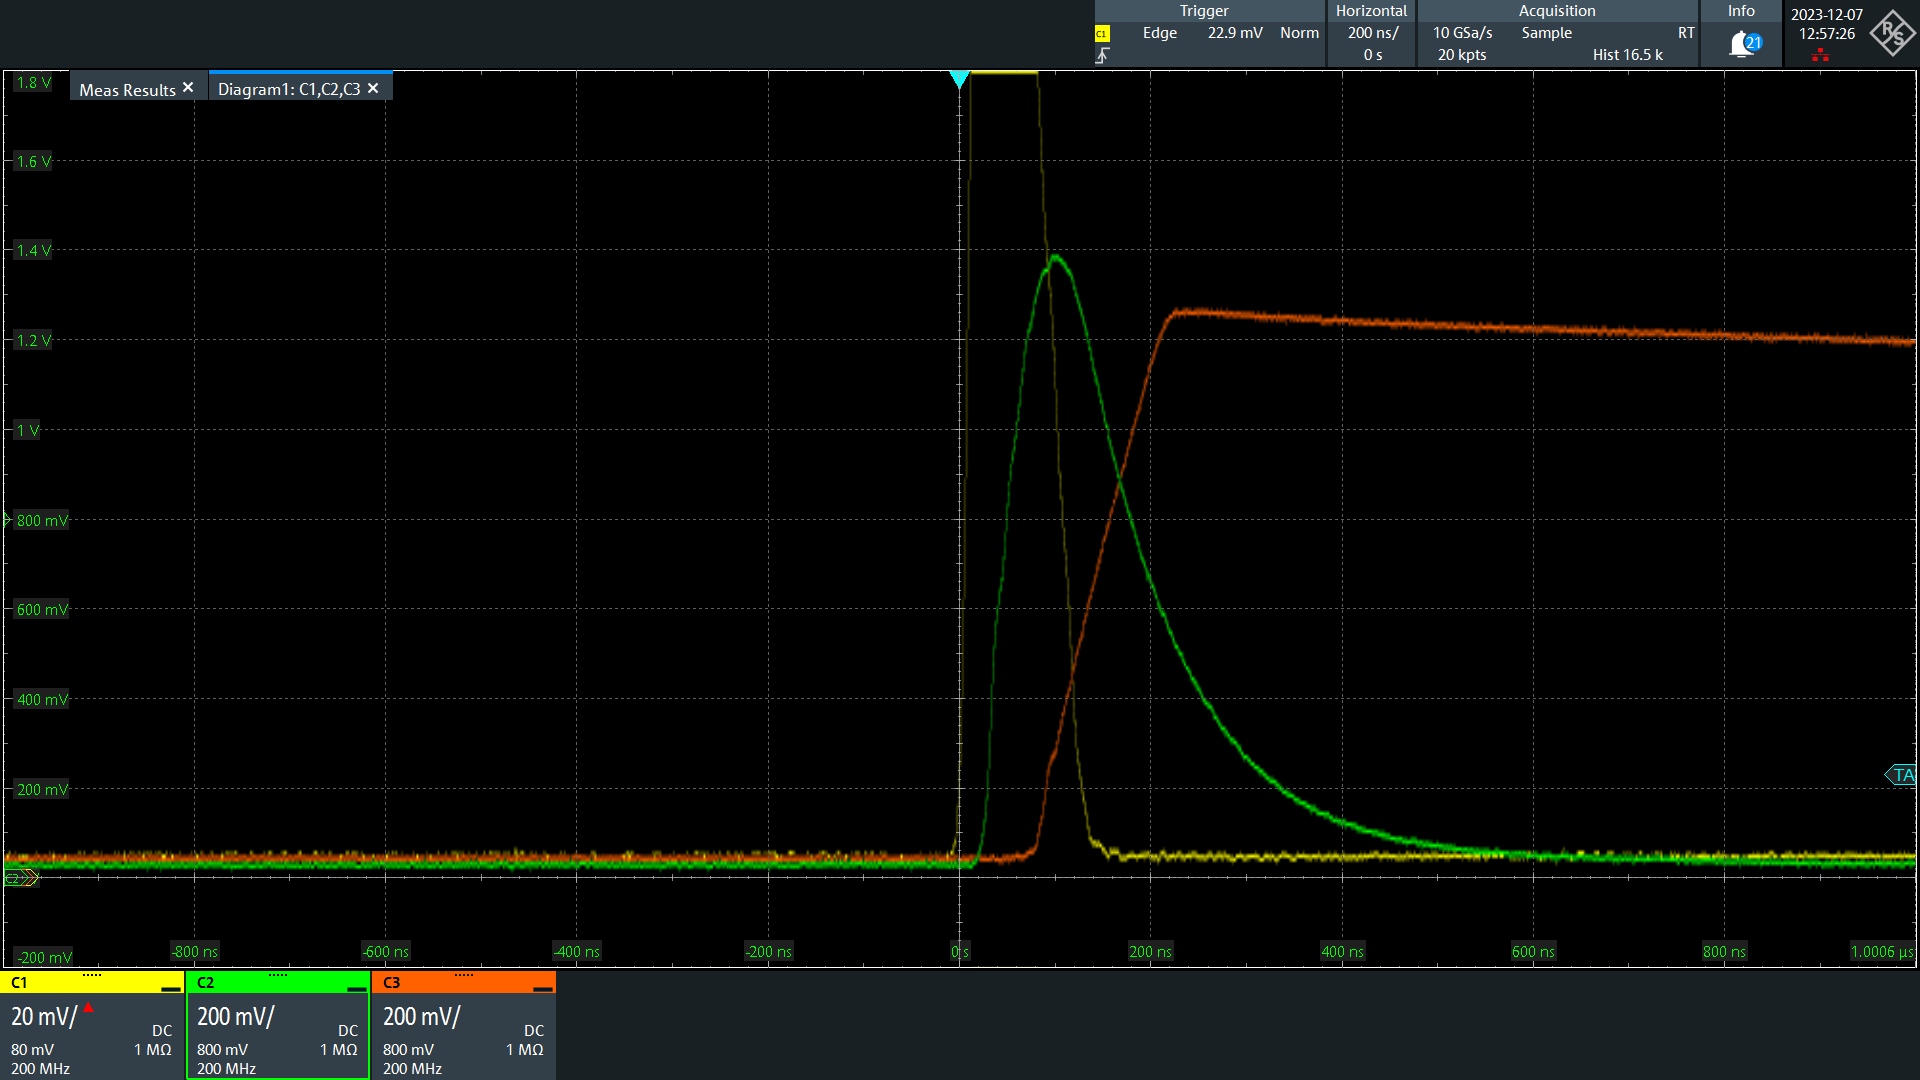 Trigger
Horizontal
Acquisition
Info
C1
Edge
22.9 mV
Norm
200 ns/
0 s
10 GSa/s
Sample
RT
20 kpts
Hist 16.5 k
21
2023-12-07
12:57:26
R S
Meas Results
Diagram1: C1,C2,C3
1.8 V
1.6 V
1.4 V
1.2 V
1 V
800 mV
600 mV
400 mV
200 mV
C2
TA
-200 mV
-800 ns
-600 ns
-400 ns
-200 ns
0 s
200 ns
400 ns
600 ns
800 ns
1.0006 µs
C1
20 mV/
DC
80 mV
1 MΩ
200 MHz
C2
200 mV/
DC
800 mV
1 MΩ
200 MHz
C3
200 mV/
DC
800 mV
1 MΩ
200 MHz